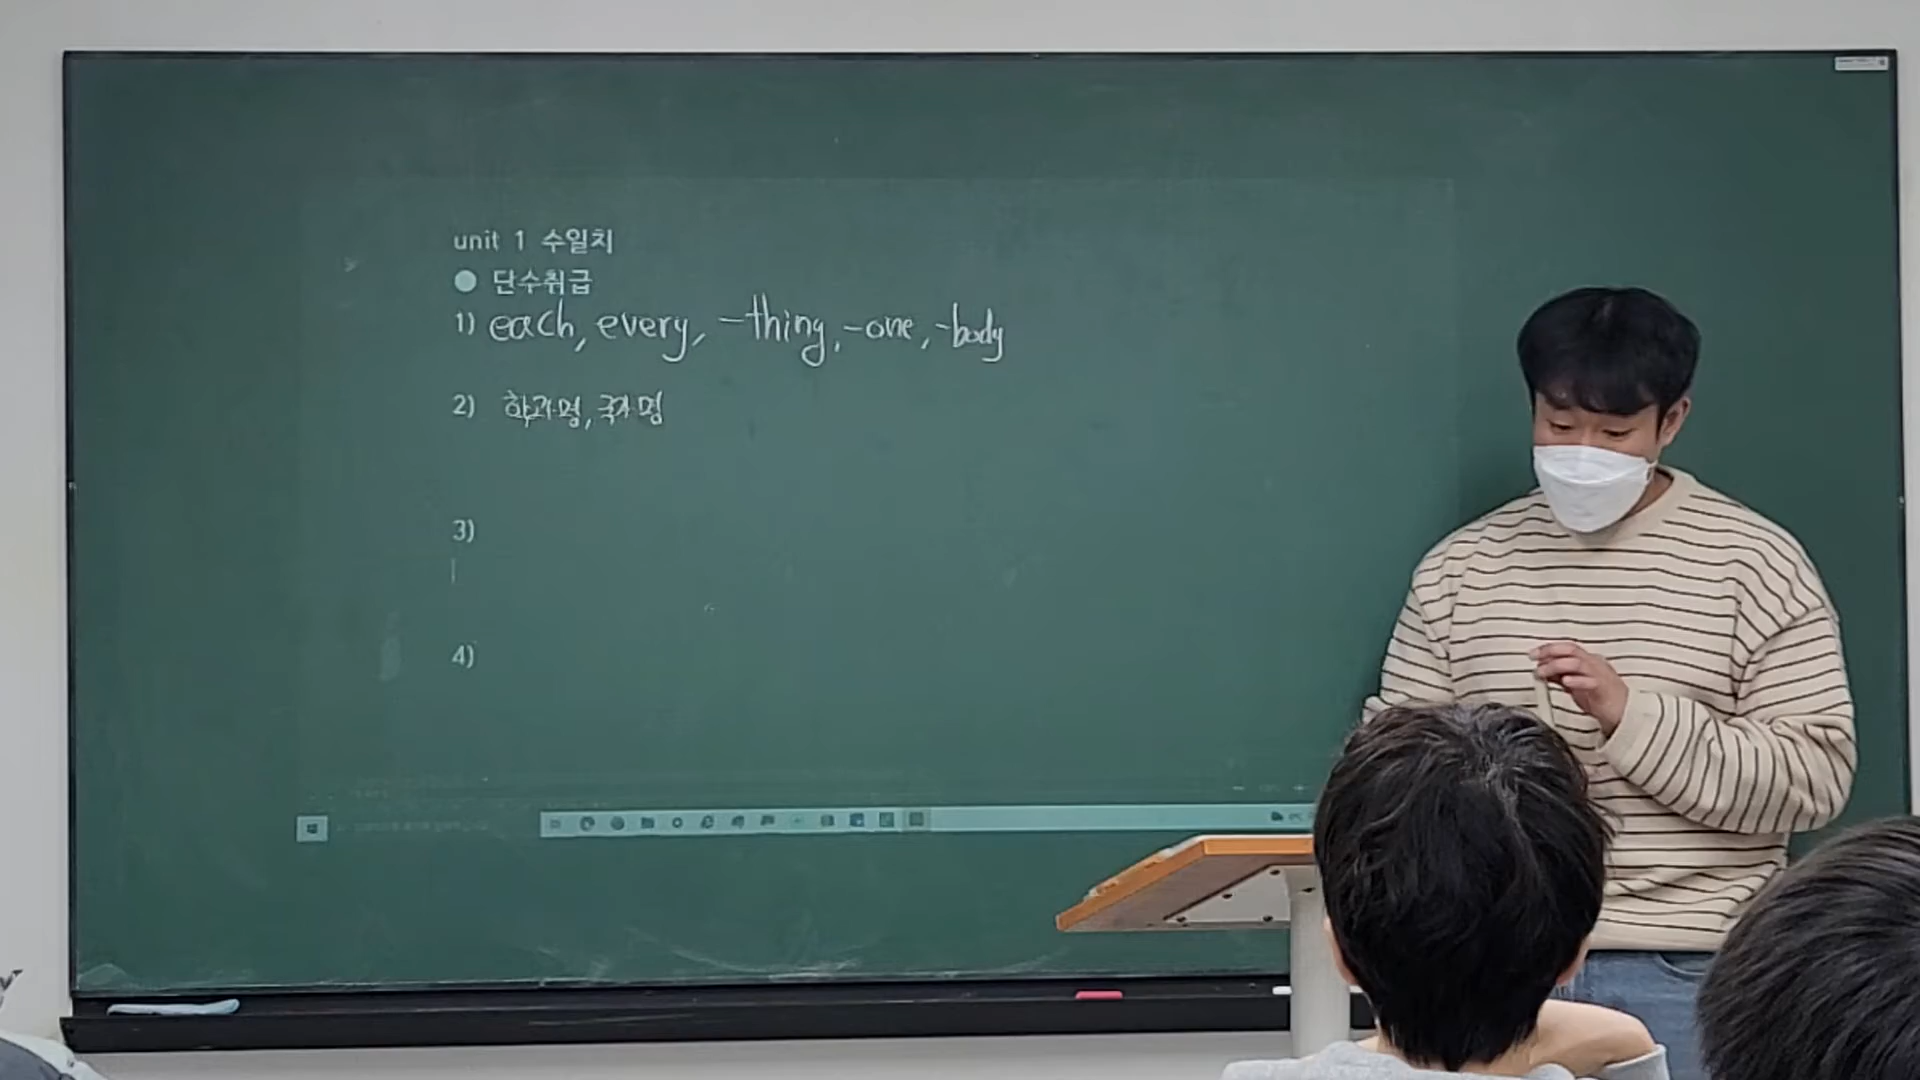 unit 1 수일치
● 단수취급
1) each, every, -thing, -one, -body
2) 학과명, 국가명
3)
4)